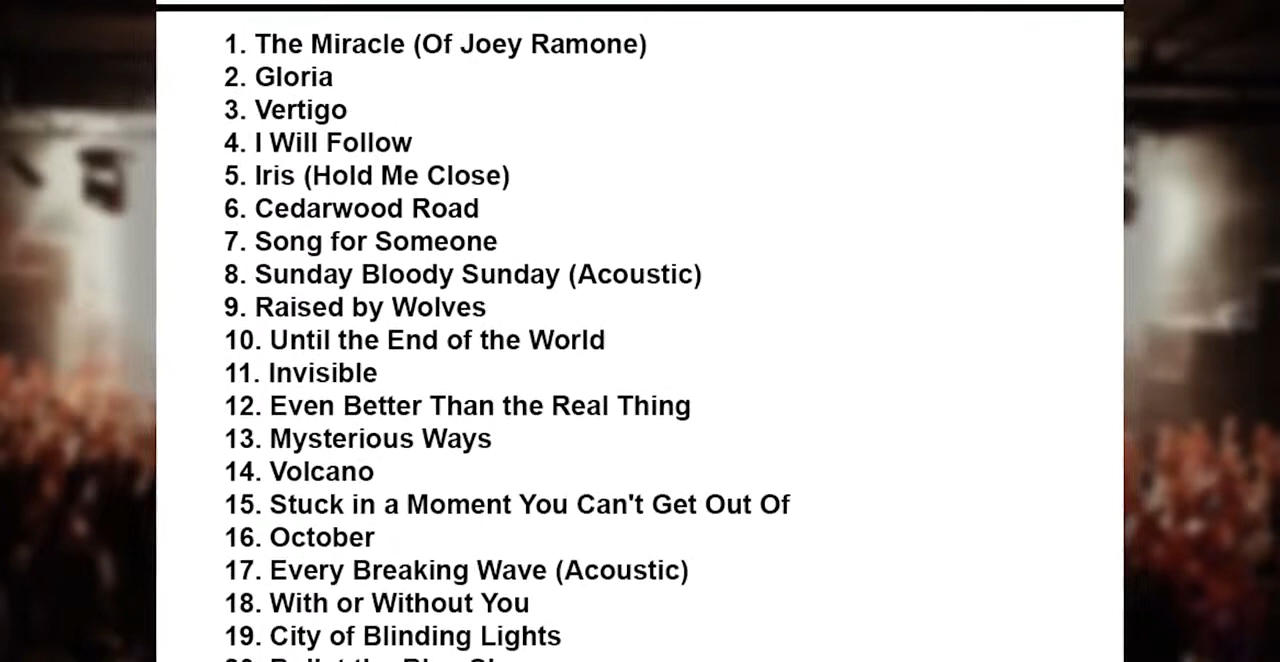 1. The Miracle (Of Joey Ramone)
2. Gloria
3. Vertigo
4. I Will Follow
5. Iris (Hold Me Close)
6. Cedarwood Road
7. Song for Someone
8. Sunday Bloody Sunday (Acoustic)
9. Raised by Wolves
10. Until the End of the World
11. Invisible
12. Even Better Than the Real Thing
13. Mysterious Ways
14. Volcano
15. Stuck in a Moment You Can't Get Out Of
16. October
17. Every Breaking Wave (Acoustic)
18. With or Without You
19. City of Blinding Lights